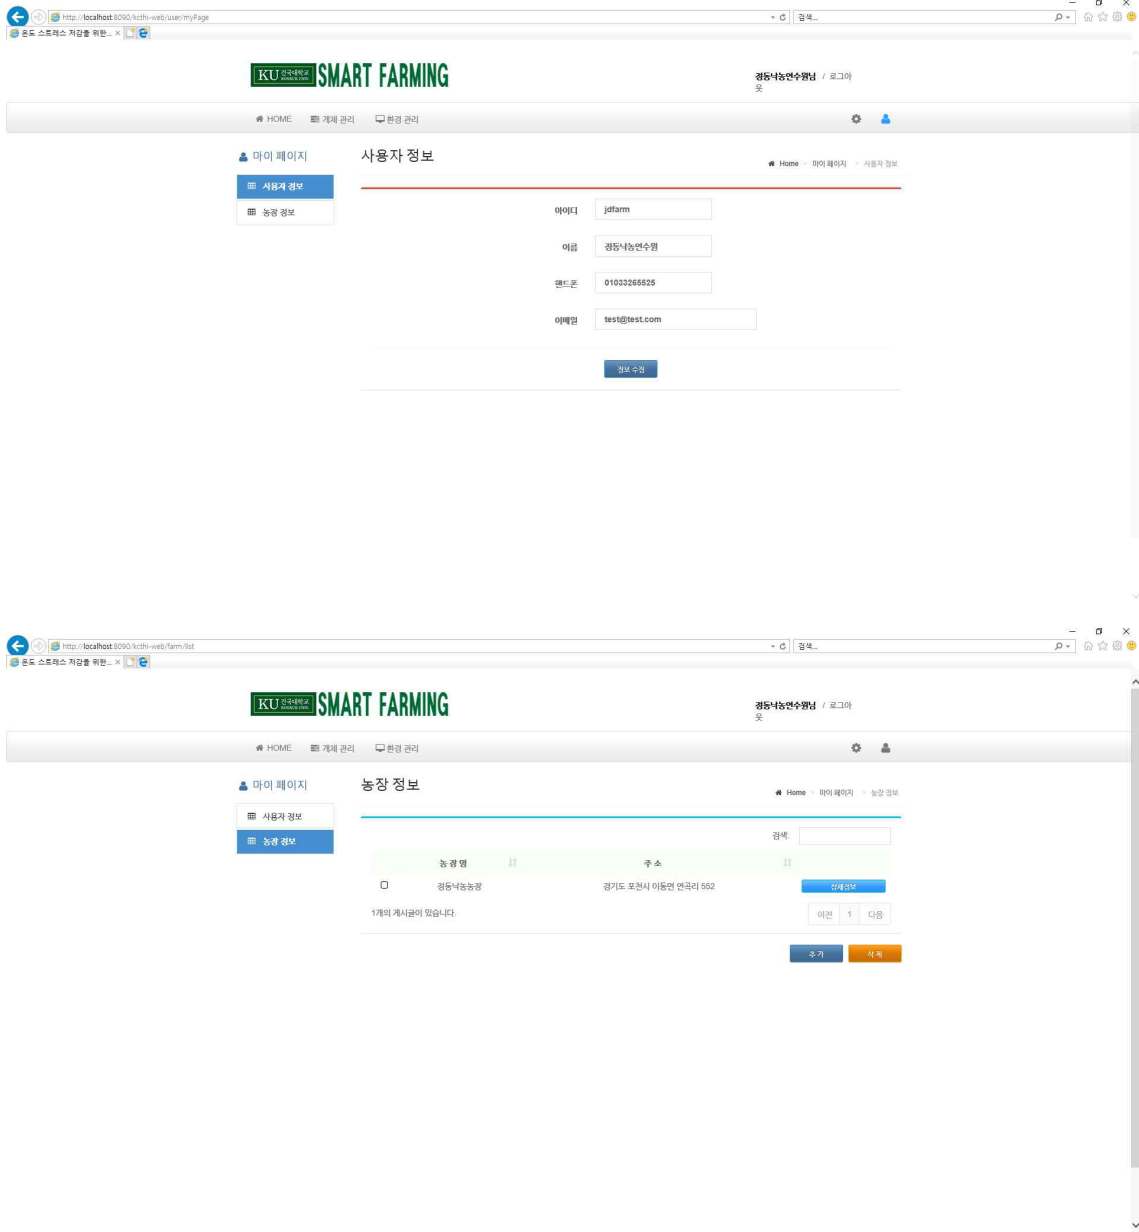 http://localhost:8090/kcthi-web/user/myPage
검색...
온도 스트레스 저감을 위한...
KU 건국대학교 SMART FARMING
정동낙농연수원님 / 로그아
웃
HOME 개체 관리 환경 관리
마이 페이지
사용자 정보
농장 정보
사용자 정보
Home 마이 페이지 사용자 정보
아이디 jdfarm
이름 정동낙농연수원
핸드폰 01033265525
이메일 test@test.com
정보 수정
http://localhost:8090/kcthi-web/farm/list
검색...
온도 스트레스 저감을 위한...
KU 건국대학교 SMART FARMING
정동낙농연수원님 / 로그아
웃
HOME 개체 관리 환경 관리
마이 페이지
사용자 정보
농장 정보
농장 정보
Home 마이 페이지 농장 정보
검색:
농 장 명 주 소
정동낙농농장 경기도 포천시 이동면 연곡리 552 상세정보
1개의 게시글이 있습니다.
이전 1 다음
추가 삭제